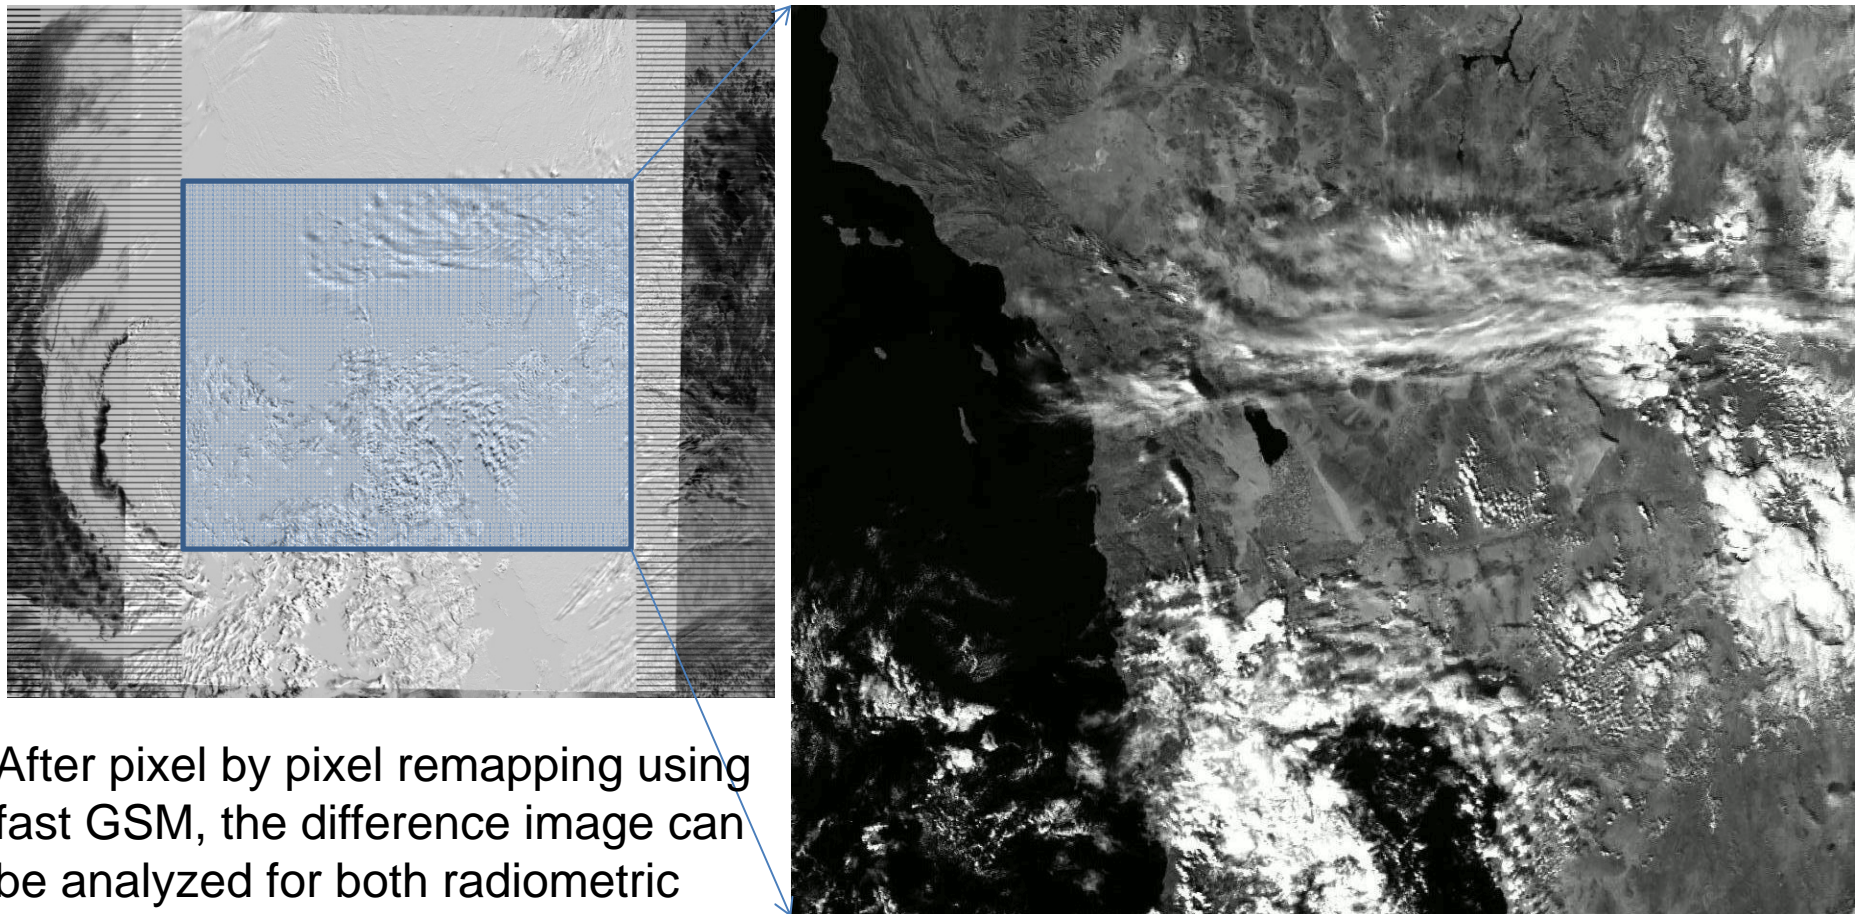 After pixel by pixel remapping using
fast GSM, the difference image can
be analyzed for both radiometric